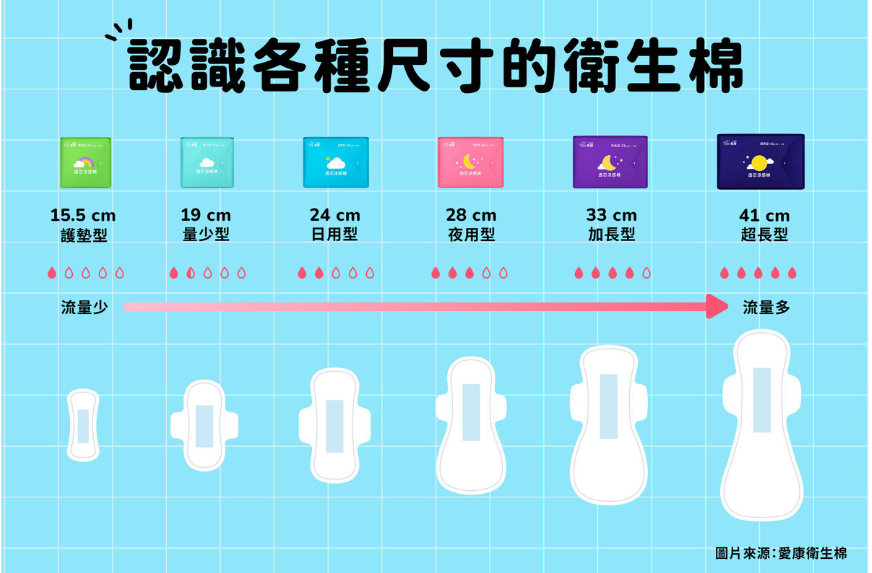 認識各種尺寸的衛生棉
15.5 cm
護墊型
19 cm
量少型
24 cm
日用型
28 cm
夜用型
33 cm
加長型
41 cm
超長型
流量少
流量多
圖片來源:愛康衛生棉